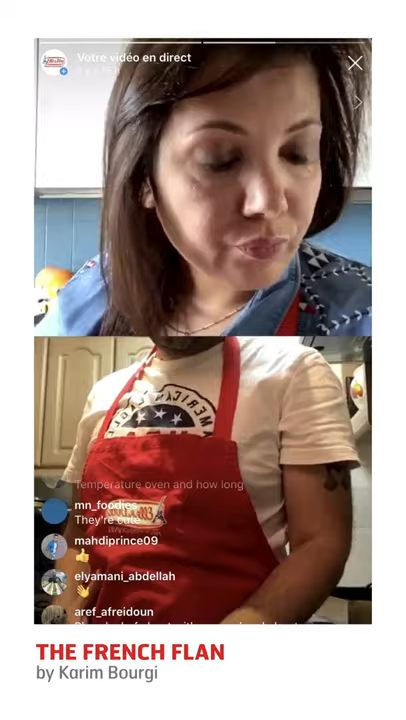 Votre vidéo en direct
Temperature oven and how long
mn_foodies
They're cute
mahdiprince09
👍
elyamani_abdellah
👋
aref_afreidoun
THE FRENCH FLAN
by Karim Bourgi